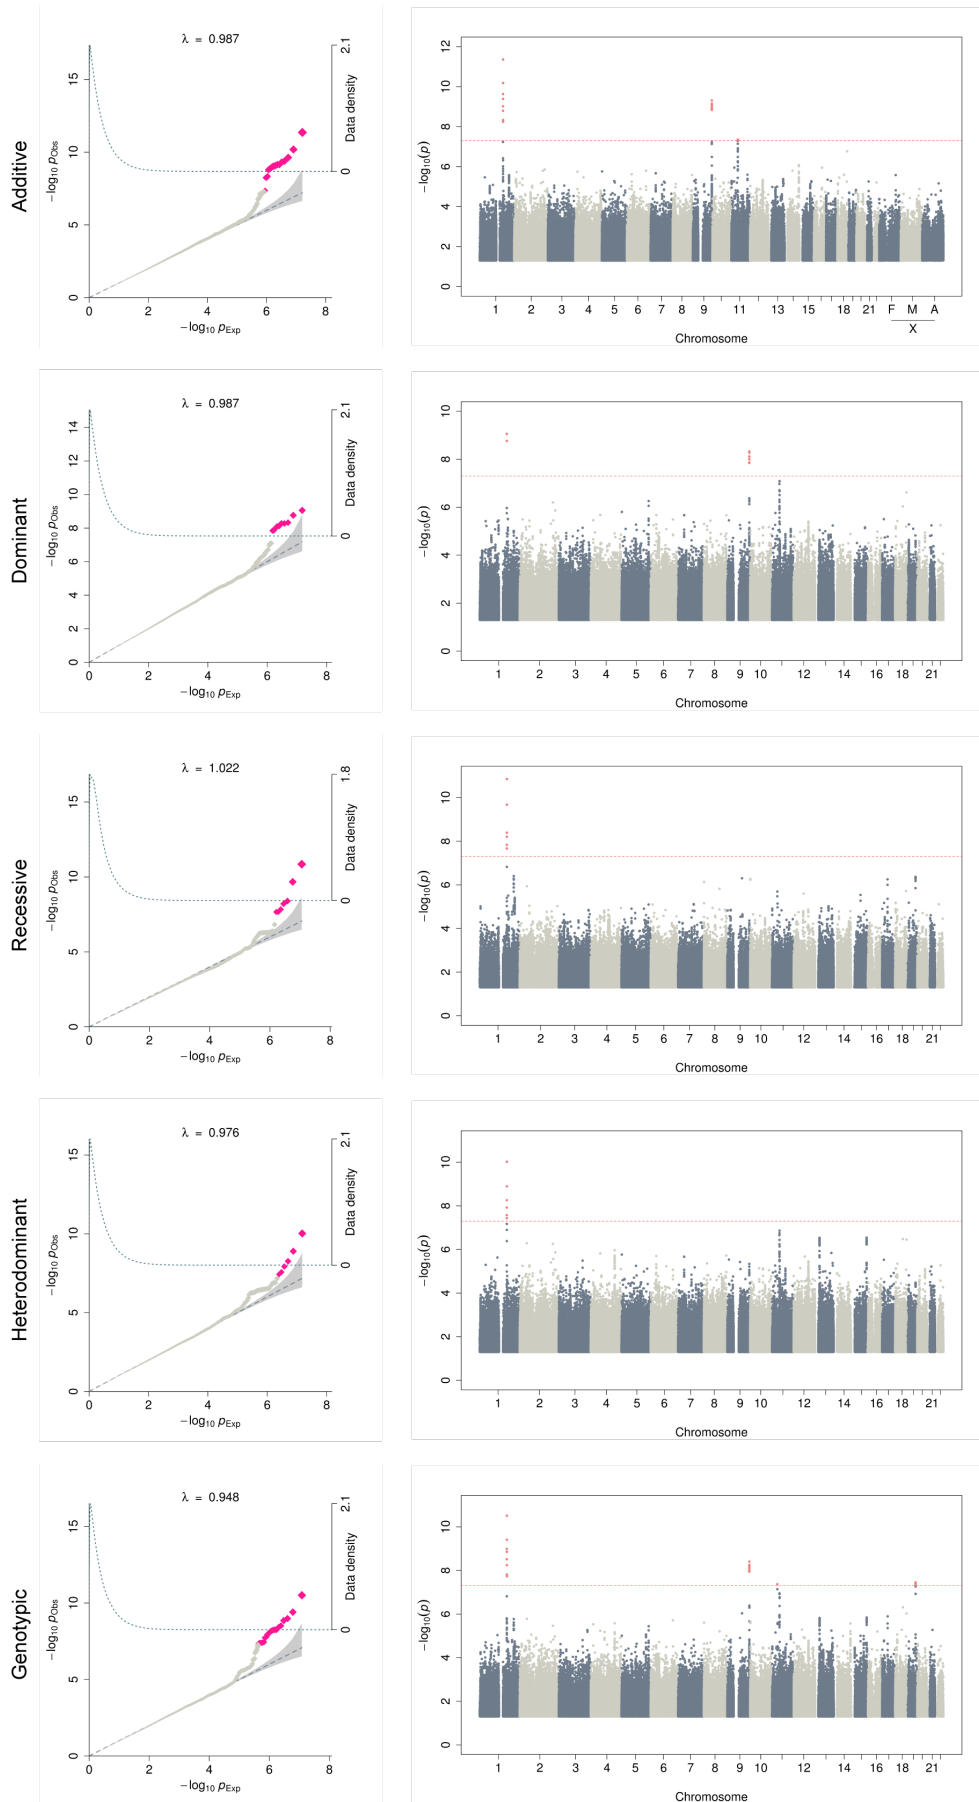 Additive
λ = 0.987
−log10 pObs
0 5 10 15
Data density
0 2.1
0 2 4 6 8
−log10 pExp
−log10(p)
0 2 4 6 8 10 12
1 2 3 4 5 6 7 8 9 11 13 15 18 21 F M A
X
Chromosome
Dominant
λ = 0.987
−log10 pObs
0 2 4 6 8 10 12 14
Data density
0 2.1
0 2 4 6 8
−log10 pExp
−log10(p)
0 2 4 6 8 10
1 2 3 4 5 6 7 8 9 10 12 14 16 18 21
Chromosome
Recessive
λ = 1.022
−log10 pObs
0 5 10 15
Data density
0 1.8
0 2 4 6 8
−log10 pExp
−log10(p)
0 2 4 6 8 10
1 2 3 4 5 6 7 8 9 10 12 14 16 18 21
Chromosome
Heterodominant
λ = 0.976
−log10 pObs
0 5 10 15
Data density
0 2.1
0 2 4 6 8
−log10 pExp
−log10(p)
0 2 4 6 8 10
1 2 3 4 5 6 7 8 9 10 12 14 16 18 21
Chromosome
Genotypic
λ = 0.948
−log10 pObs
0 5 10 15
Data density
0 2.1
0 2 4 6 8
−log10 pExp
−log10(p)
0 2 4 6 8 10
1 2 3 4 5 6 7 8 9 10 12 14 16 18 21
Chromosome